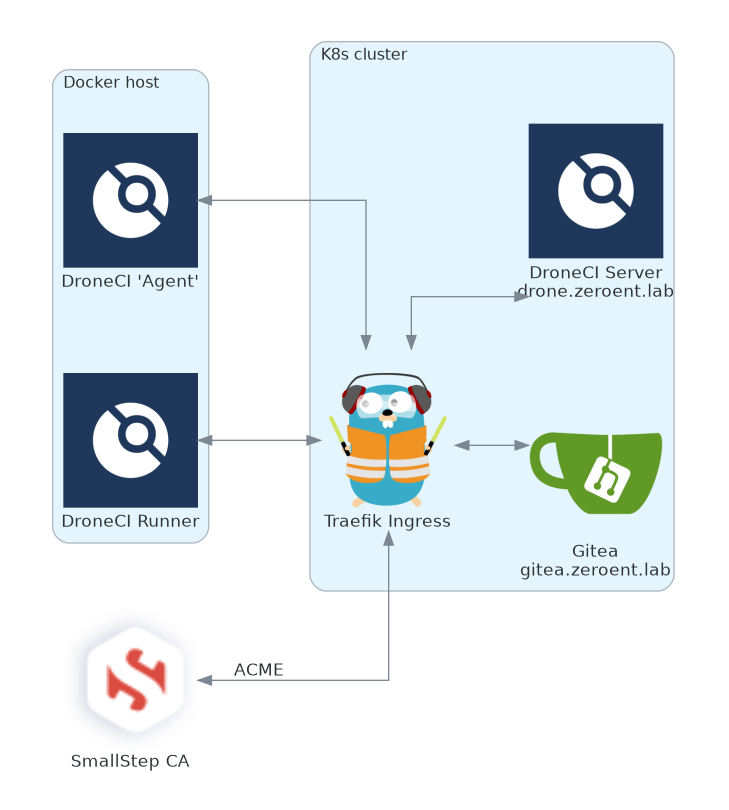 K8s cluster
Docker host
DroneCI 'Agent'
DroneCI Server
drone.zeroent.lab
DroneCI Runner
Traefik Ingress
Gitea
gitea.zeroent.lab
ACME
SmallStep CA